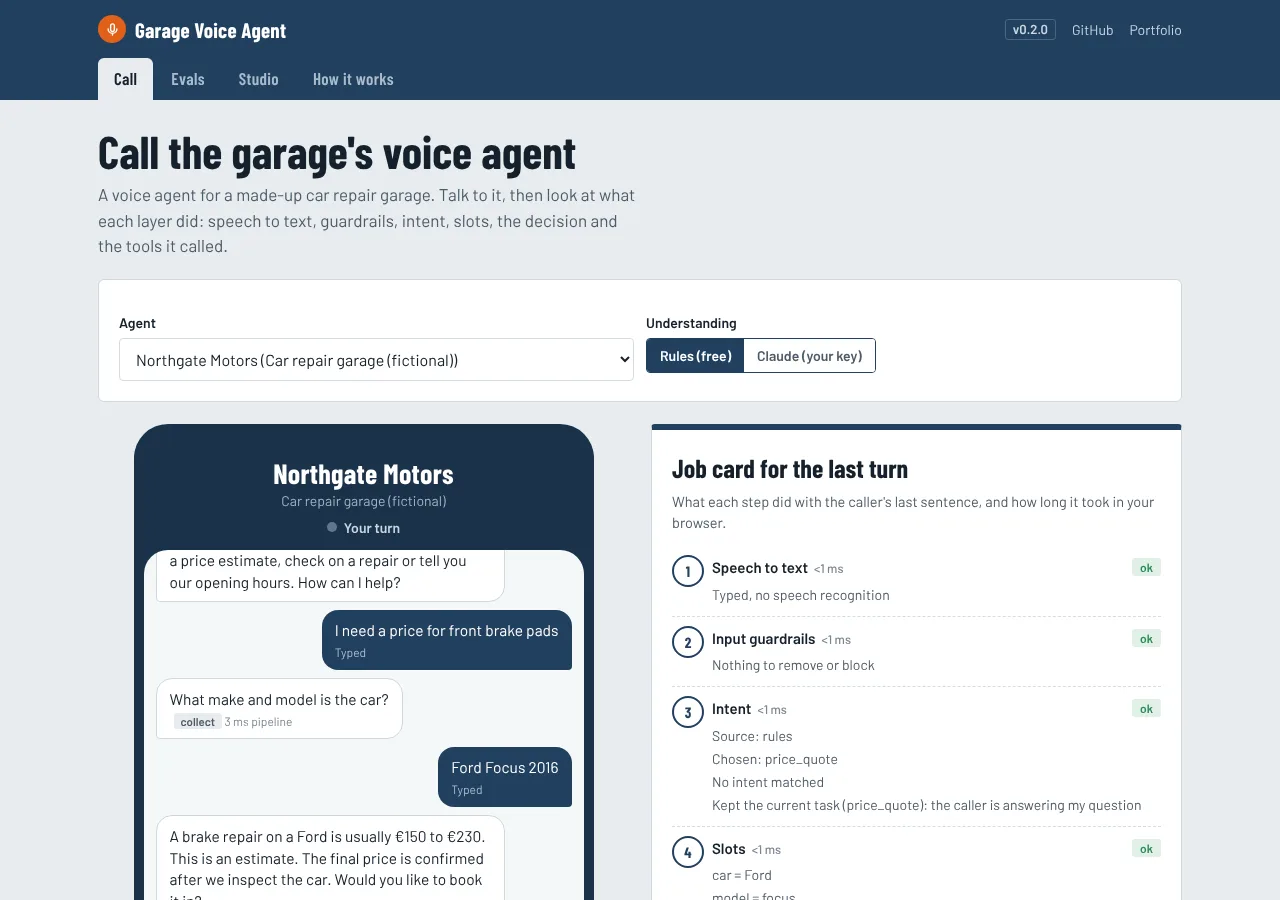 Garage Voice Agent
v0.2.0 GitHub Portfolio
Call Evals Studio How it works
Call the garage's voice agent
A voice agent for a made-up car repair garage. Talk to it, then look at what
each layer did: speech to text, guardrails, intent, slots, the decision and
the tools it called.
Agent
Northgate Motors (Car repair garage (fictional))
Understanding
Rules (free) Claude (your key)
Northgate Motors
Car repair garage (fictional)
Your turn
a price estimate, check on a repair or tell you
our opening hours. How can I help?
I need a price for front brake pads
Typed
What make and model is the car?
collect 3 ms pipeline
Ford Focus 2016
Typed
A brake repair on a Ford is usually €150 to €230.
This is an estimate. The final price is confirmed
after we inspect the car. Would you like to book
it in?
Job card for the last turn
What each step did with the caller's last sentence, and how long it took in your
browser.
1 Speech to text <1 ms ok
Typed, no speech recognition
2 Input guardrails <1 ms ok
Nothing to remove or block
3 Intent <1 ms ok
Source: rules
Chosen: price_quote
No intent matched
Kept the current task (price_quote): the caller is answering my question
4 Slots <1 ms ok
car = Ford
model = focus